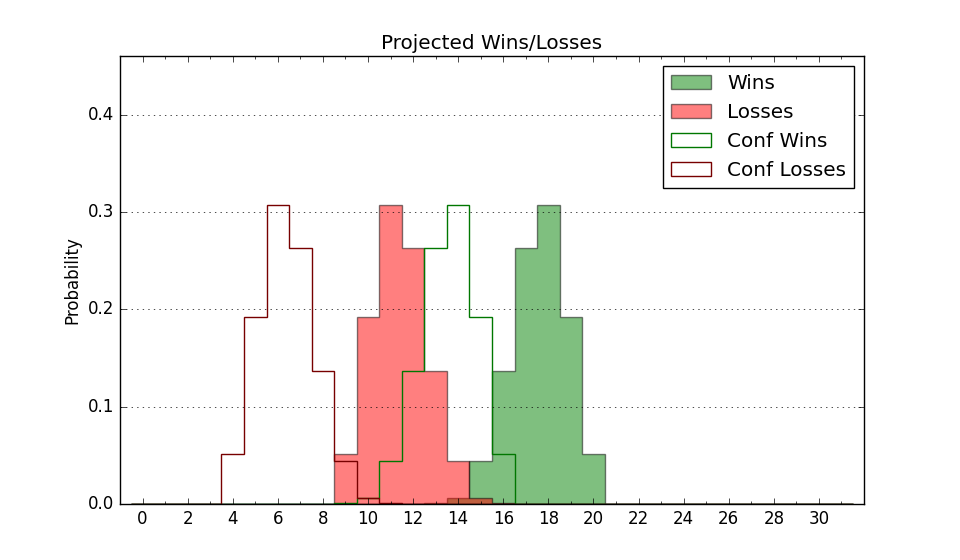 Projected Wins/Losses
Wins
Losses
Conf Wins
Conf Losses
Probability
0.4
0.3
0.2
0.1
0.0
0 2 4 6 8 10 12 14 16 18 20 22 24 26 28 30